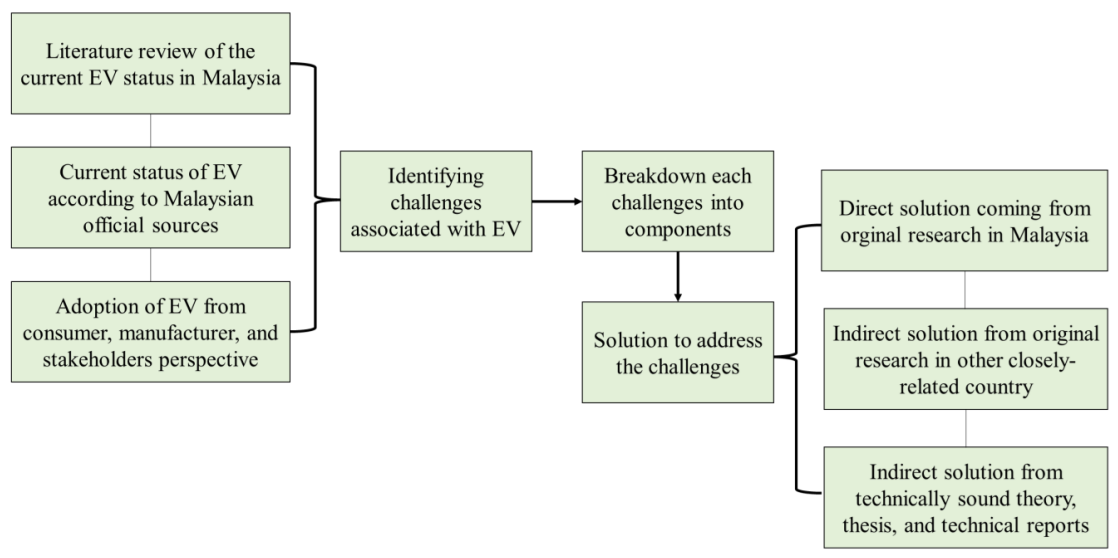 Literature review of the
current EV status in Malaysia
Current status of EV
according to Malaysian
official sources
Adoption of EV from
consumer, manufacturer, and
stakeholders perspective
Identifying
challenges
associated with EV
Breakdown each
challenges into
components
Solution to address
the challenges
Direct solution coming from
orginal research in Malaysia
Indirect solution from original
research in other closely-
related country
Indirect solution from
technically sound theory,
thesis, and technical reports